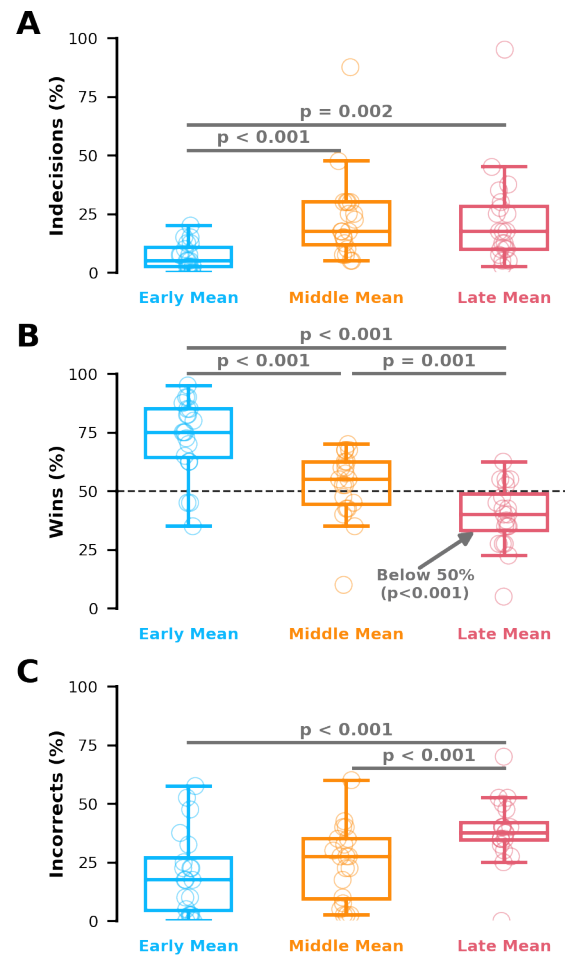 A
Indecisions (%)
100
75
50
25
0
p = 0.002
p < 0.001
Early Mean
Middle Mean
Late Mean
B
Wins (%)
100
75
50
25
0
p < 0.001
p < 0.001
p = 0.001
Below 50%
(p<0.001)
Early Mean
Middle Mean
Late Mean
C
Incorrects (%)
100
75
50
25
0
p < 0.001
p < 0.001
Early Mean
Middle Mean
Late Mean